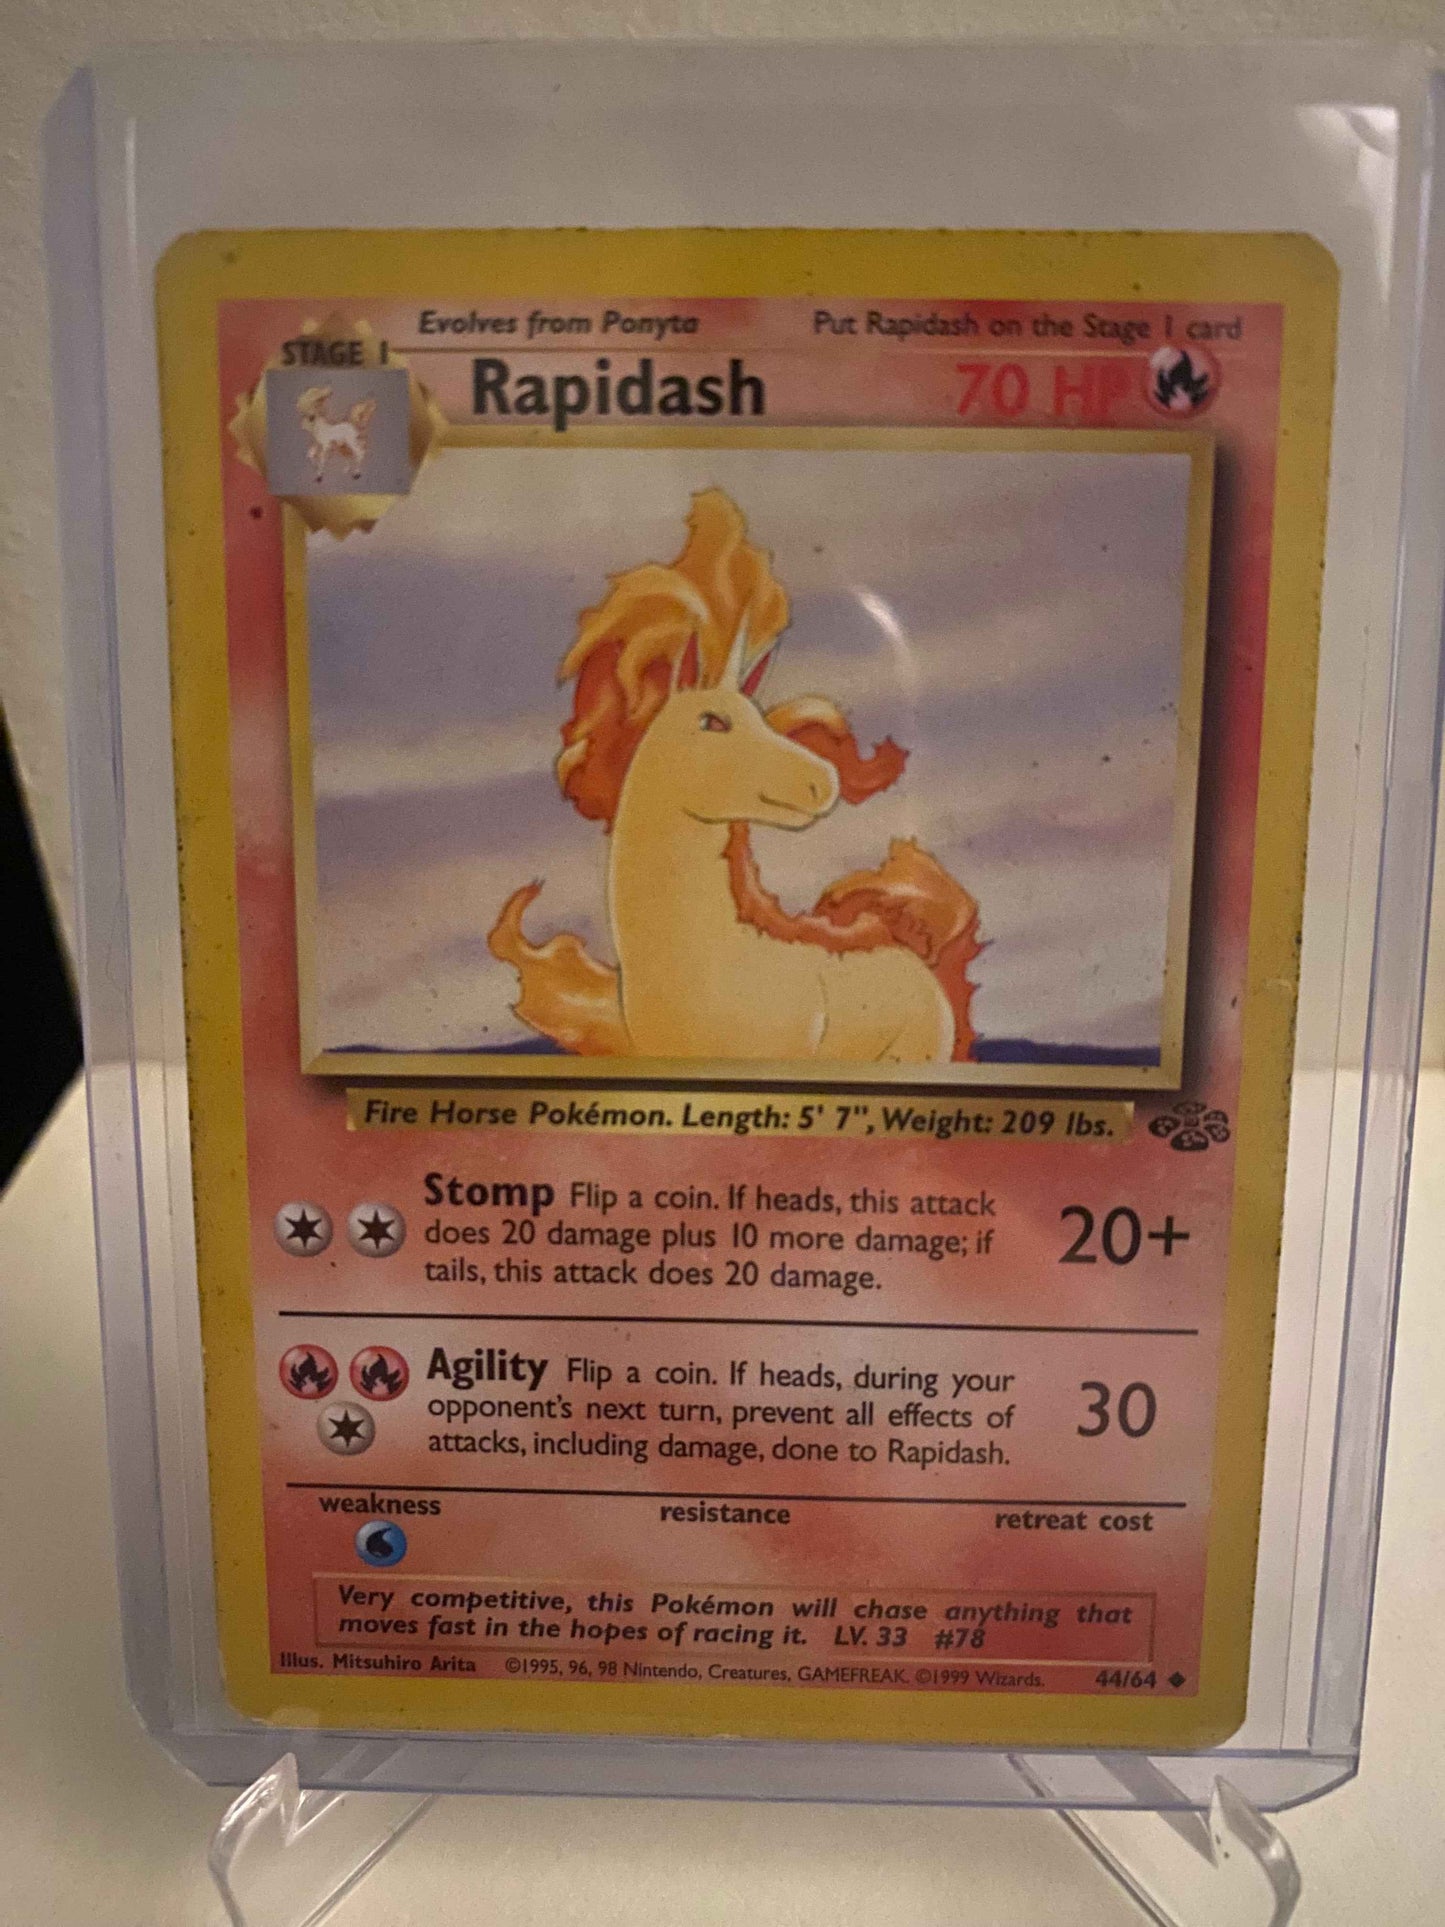 Evolves from Ponyta
Put Rapidash on the Stage 1 card
STAGE 1
Rapidash
70 HP
Fire Horse Pokémon. Length: 5' 7", Weight: 209 lbs.
Stomp Flip a coin. If heads, this attack
does 20 damage plus 10 more damage; if
tails, this attack does 20 damage.
20+
Agility Flip a coin. If heads, during your
opponent's next turn, prevent all effects of
attacks, including damage, done to Rapidash.
30
weakness
resistance
retreat cost
Very competitive, this Pokémon will chase anything that
moves fast in the hopes of racing it. LV. 33 #78
Illus. Mitsuhiro Arita ©1995, 96, 98 Nintendo, Creatures, GAMEFREAK. ©1999 Wizards. 44/64